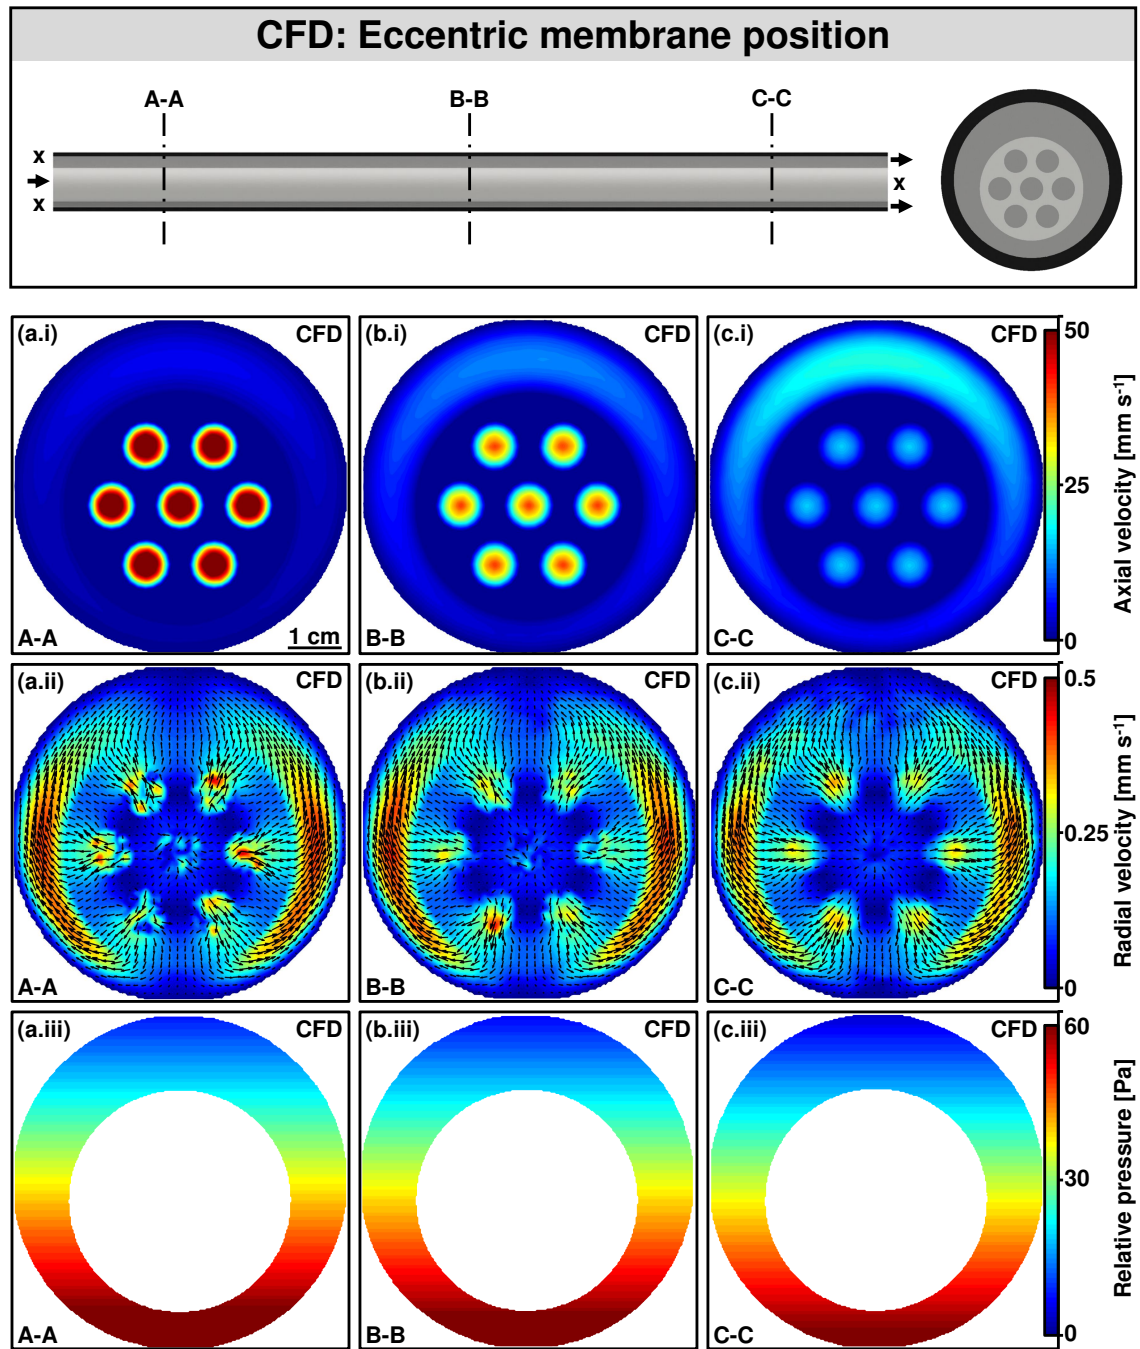 CFD: Eccentric membrane position
A-A B-B C-C
x
x
x
(a.i) CFD (b.i) CFD (c.i) CFD
50
25
0
Axial velocity [mm s-1]
A-A 1 cm B-B C-C
(a.ii) CFD (b.ii) CFD (c.ii) CFD
0.5
0.25
0
Radial velocity [mm s-1]
A-A B-B C-C
(a.iii) CFD (b.iii) CFD (c.iii) CFD
60
30
0
Relative pressure [Pa]
A-A B-B C-C